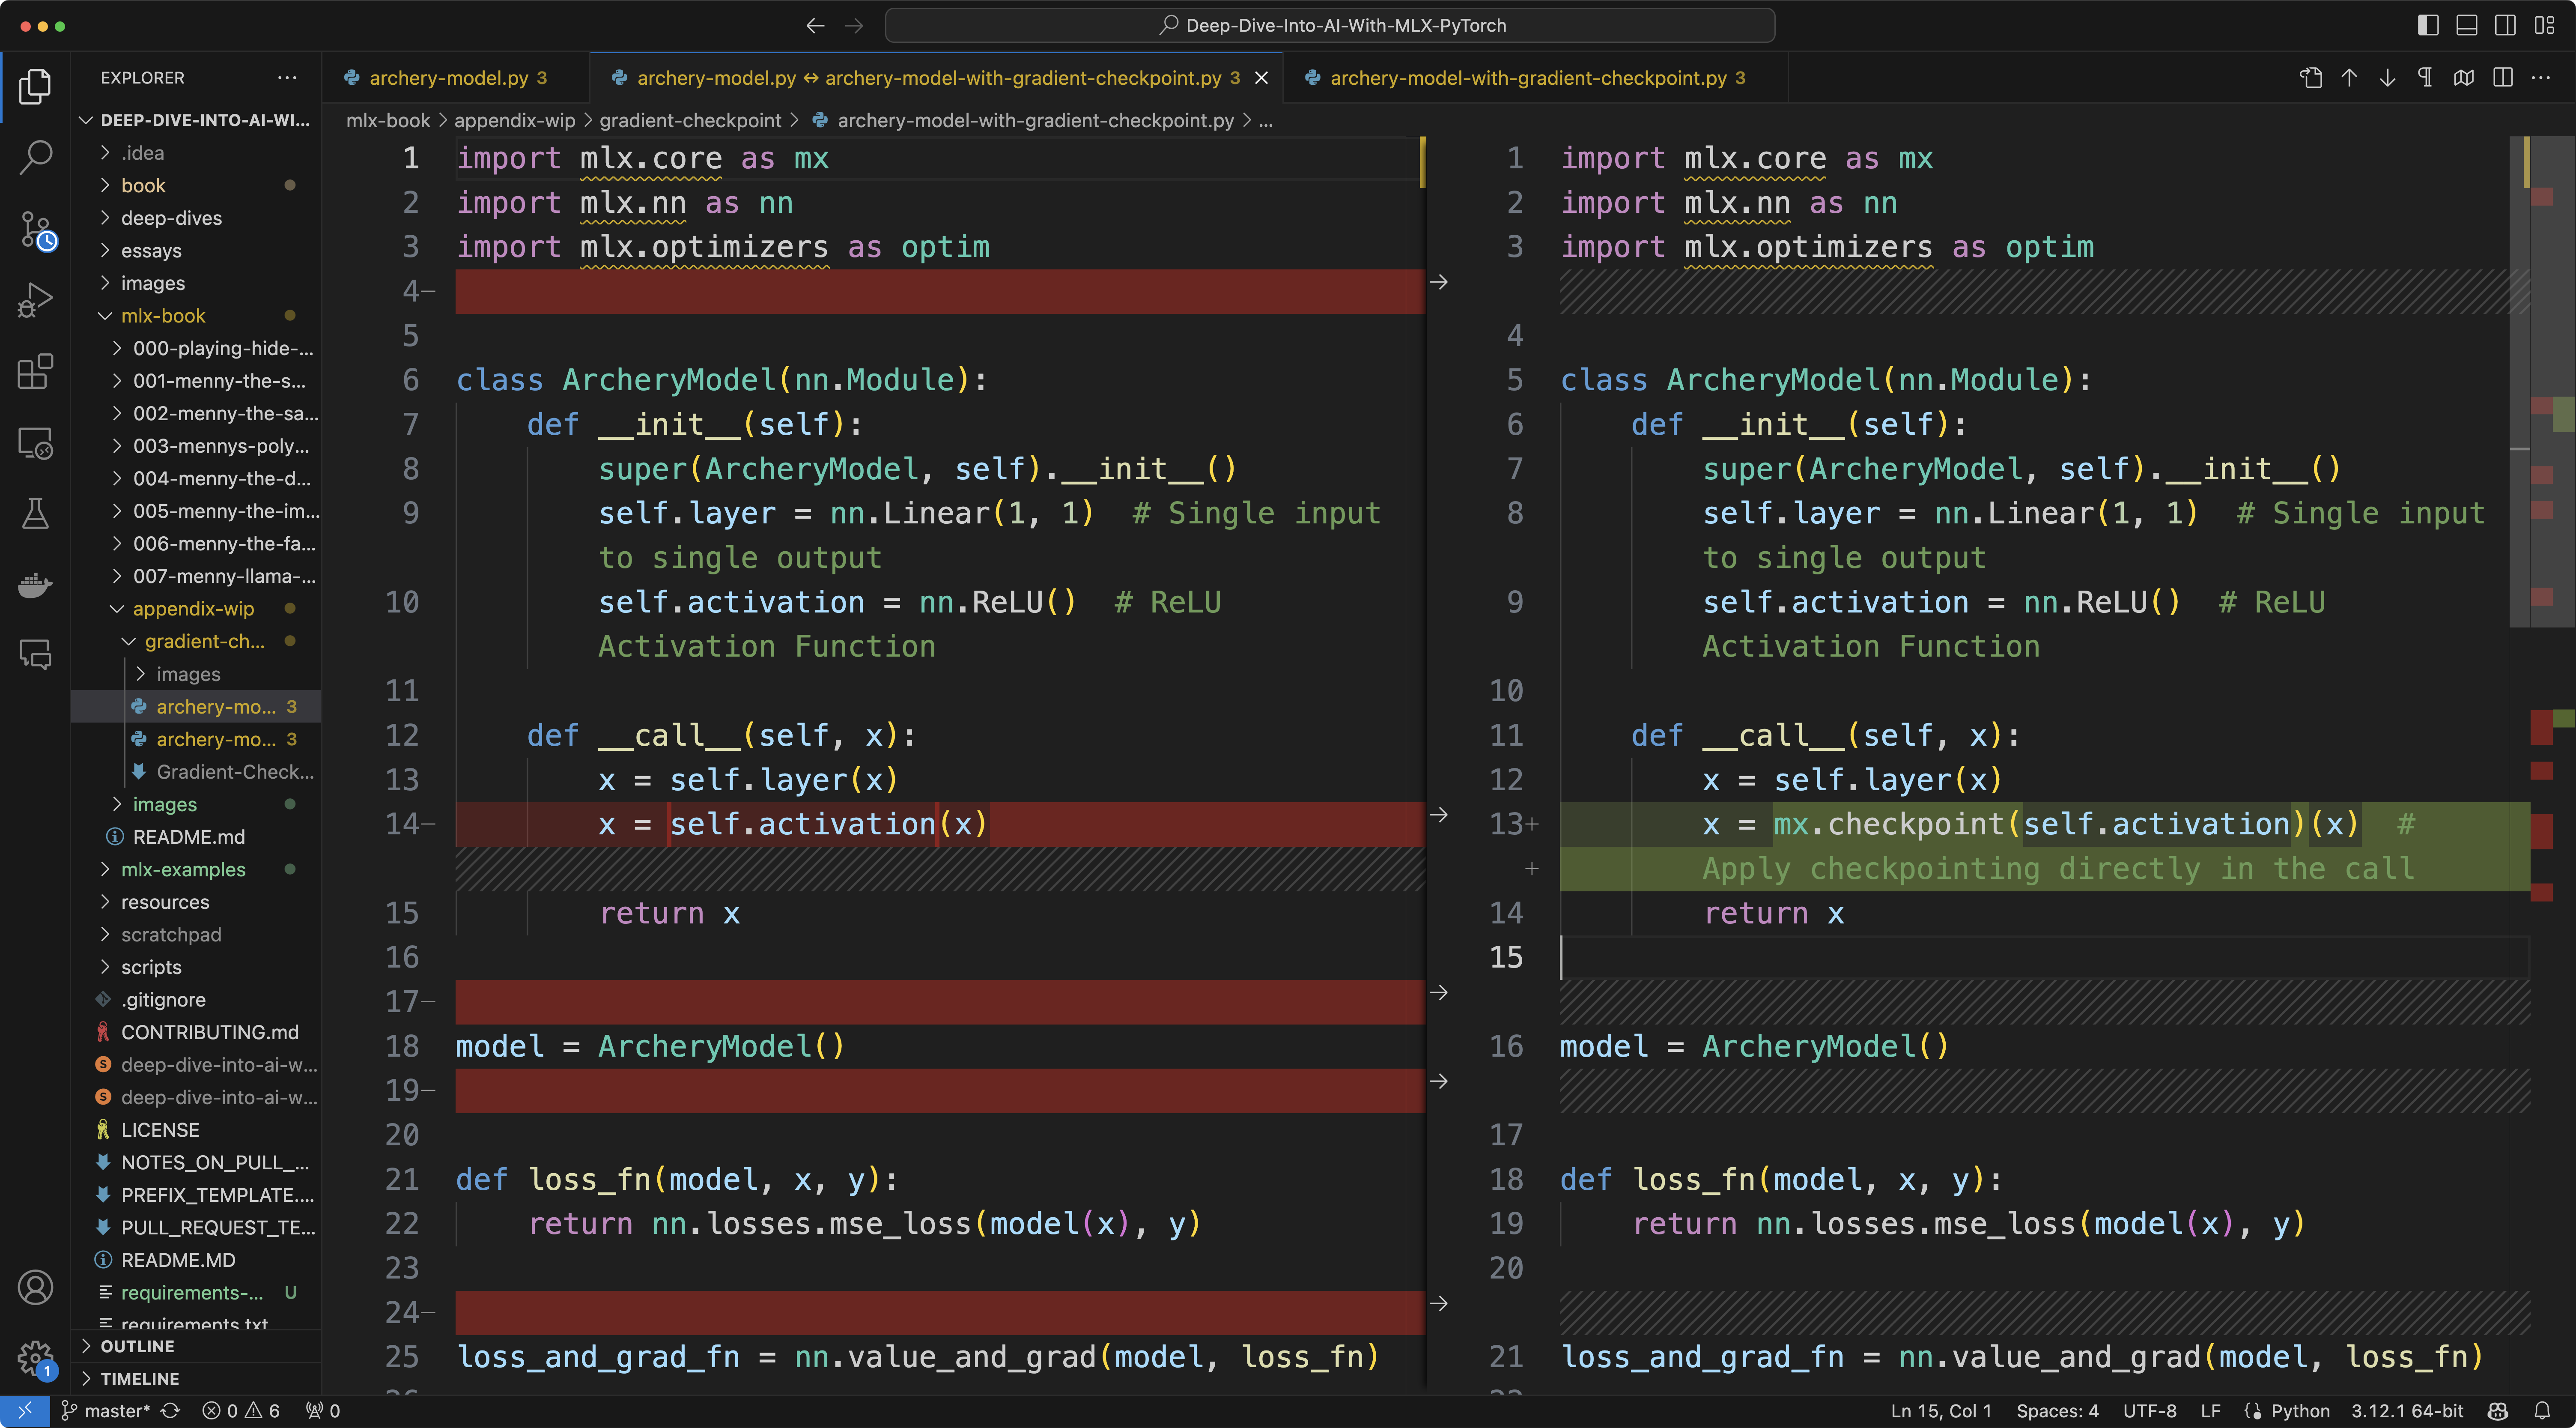 Deep-Dive-Into-AI-With-MLX-PyTorch
EXPLORER
DEEP-DIVE-INTO-AI-WI...
.idea
book
deep-dives
essays
images
mlx-book
000-playing-hide-...
001-menny-the-s...
002-menny-the-sa...
003-mennys-poly...
004-menny-the-d...
005-menny-the-im...
006-menny-the-fa...
007-menny-llama-...
appendix-wip
gradient-ch...
images
archery-mo... 3
archery-mo... 3
Gradient-Check...
images
README.md
mlx-examples
resources
scratchpad
scripts
.gitignore
CONTRIBUTING.md
deep-dive-into-ai-w...
deep-dive-into-ai-w...
LICENSE
NOTES_ON_PULL_...
PREFIX_TEMPLATE....
PULL_REQUEST_TE...
README.MD
requirements-... U
requirements.txt
OUTLINE
TIMELINE
archery-model.py 3
archery-model.py ↔ archery-model-with-gradient-checkpoint.py 3
archery-model-with-gradient-checkpoint.py 3
mlx-book > appendix-wip > gradient-checkpoint > archery-model-with-gradient-checkpoint.py > ...
1 import mlx.core as mx
2 import mlx.nn as nn
3 import mlx.optimizers as optim
4—
5
6 class ArcheryModel(nn.Module):
7 def __init__(self):
8 super(ArcheryModel, self).__init__()
9 self.layer = nn.Linear(1, 1)  # Single input
to single output
10 self.activation = nn.ReLU()  # ReLU
Activation Function
11
12 def __call__(self, x):
13 x = self.layer(x)
14— x = self.activation(x)
15 return x
16
17—
18 model = ArcheryModel()
19—
20
21 def loss_fn(model, x, y):
22 return nn.losses.mse_loss(model(x), y)
23
24—
25 loss_and_grad_fn = nn.value_and_grad(model, loss_fn)
1 import mlx.core as mx
2 import mlx.nn as nn
3 import mlx.optimizers as optim
4
5 class ArcheryModel(nn.Module):
6 def __init__(self):
7 super(ArcheryModel, self).__init__()
8 self.layer = nn.Linear(1, 1)  # Single input
to single output
9 self.activation = nn.ReLU()  # ReLU
Activation Function
10
11 def __call__(self, x):
12 x = self.layer(x)
13+ x = mx.checkpoint(self.activation)(x)  #
+ Apply checkpointing directly in the call
14 return x
15
16 model = ArcheryModel()
17
18 def loss_fn(model, x, y):
19 return nn.losses.mse_loss(model(x), y)
20
21 loss_and_grad_fn = nn.value_and_grad(model, loss_fn)
1
master* 0 6 0
Ln 15, Col 1 Spaces: 4 UTF-8 LF Python 3.12.1 64-bit